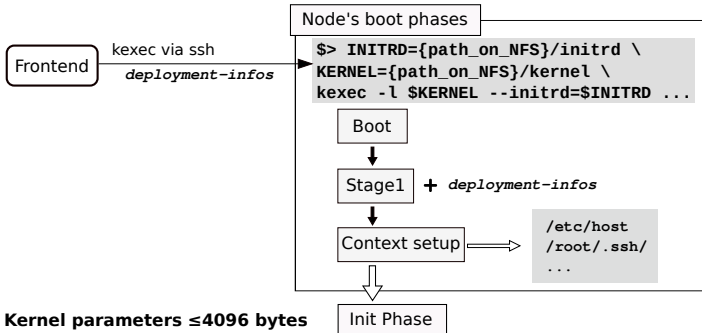 Node's boot phases
kexec via ssh
Frontend
deployment-infos
$> INITRD={path_on_NFS}/initrd \
KERNEL={path_on_NFS}/kernel \
kexec -l $KERNEL --initrd=$INITRD ...
Boot
Stage1 + deployment-infos
Context setup
/etc/host
/root/.ssh/
...
Kernel parameters ≤4096 bytes
Init Phase